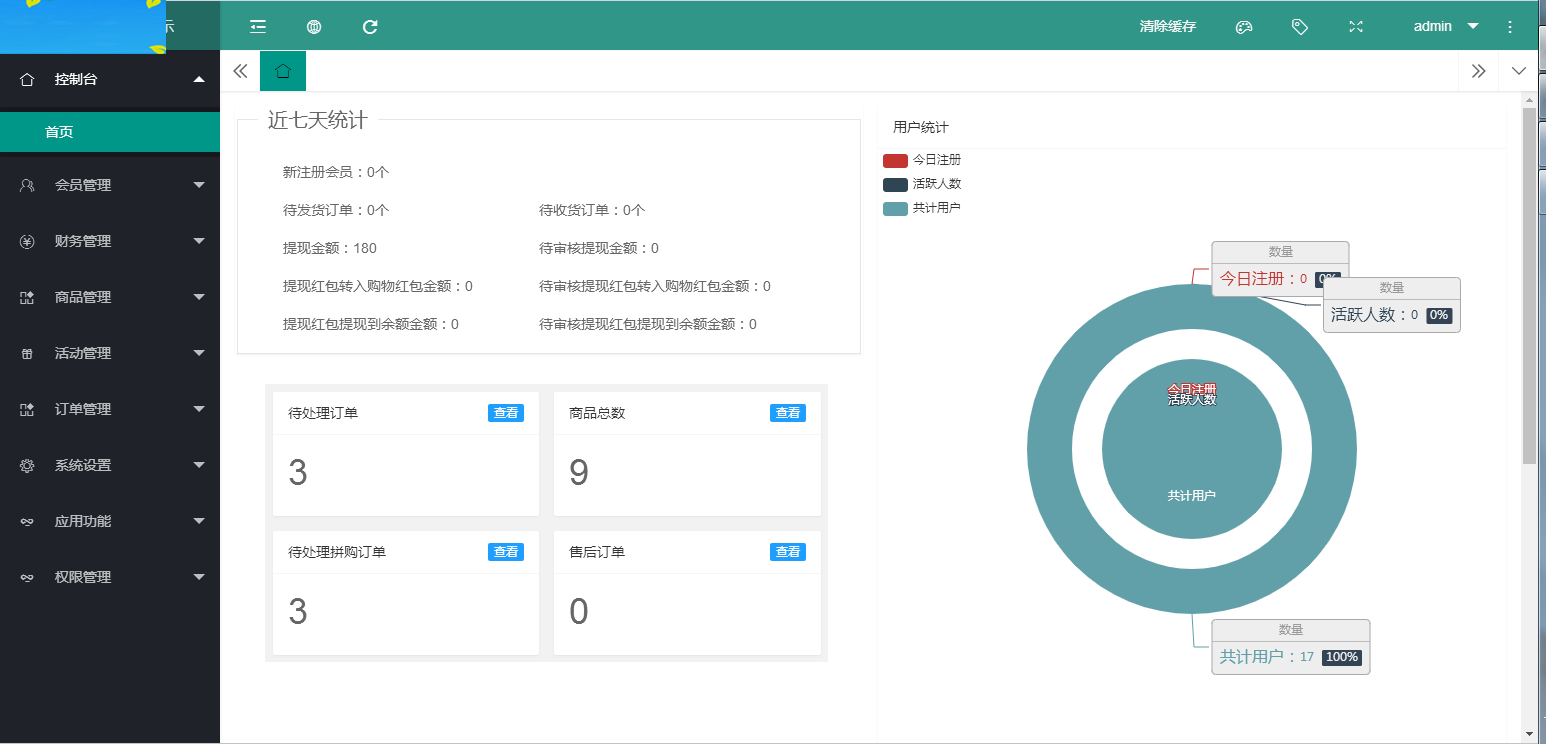 示
清除缓存
admin
控制台
首页
会员管理
财务管理
商品管理
活动管理
订单管理
系统设置
应用功能
权限管理
近七天统计
新注册会员：0个
待发货订单：0个 待收货订单：0个
提现金额：180 待审核提现金额：0
提现红包转入购物红包金额：0 待审核提现红包转入购物红包金额：0
提现红包提现到余额金额：0 待审核提现红包提现到余额金额：0
待处理订单 查看
3
商品总数 查看
9
待处理拼购订单 查看
3
售后订单 查看
0
用户统计
今日注册
活跃人数
共计用户
数量
今日注册：0 0%
数量
活跃人数：0 0%
今日注册
活跃人数
共计用户
数量
共计用户：17 100%